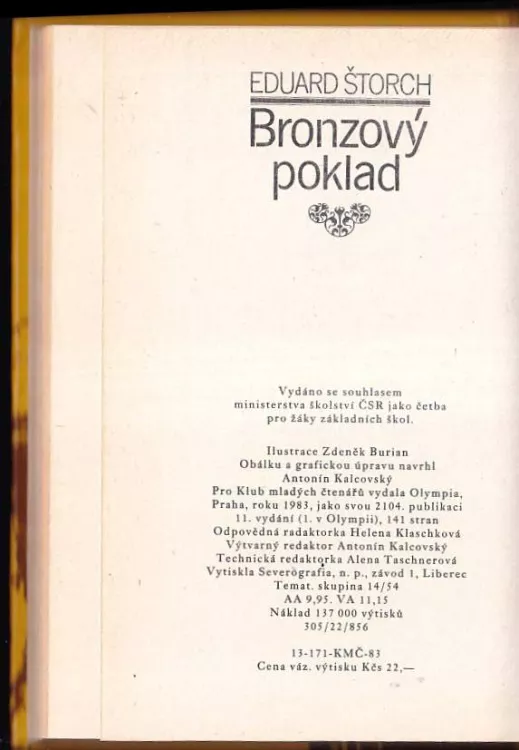 EDUARD ŠTORCH
Bronzový
poklad
Vydáno se souhlasem
ministerstva školství ČSR jako četba
pro žáky základních škol.
Ilustrace Zdeněk Burian
Obálku a grafickou úpravu navrhl
Antonín Kalcovský
Pro Klub mladých čtenářů vydala Olympia,
Praha, roku 1983, jako svou 2104. publikaci
11. vydání (1. v Olympii), 141 stran
Odpovědná radaktorka Helena Klaschková
Výtvarný redaktor Antonín Kalcovský
Technická redaktorka Alena Taschnerová
Vytiskla Severografia, n. p., závod 1, Liberec
Temat. skupina 14/54
AA 9,95. VA 11,15
Náklad 137 000 výtisků
305/22/856
13-171-KMČ-83
Cena váz. výtisku Kčs 22,—